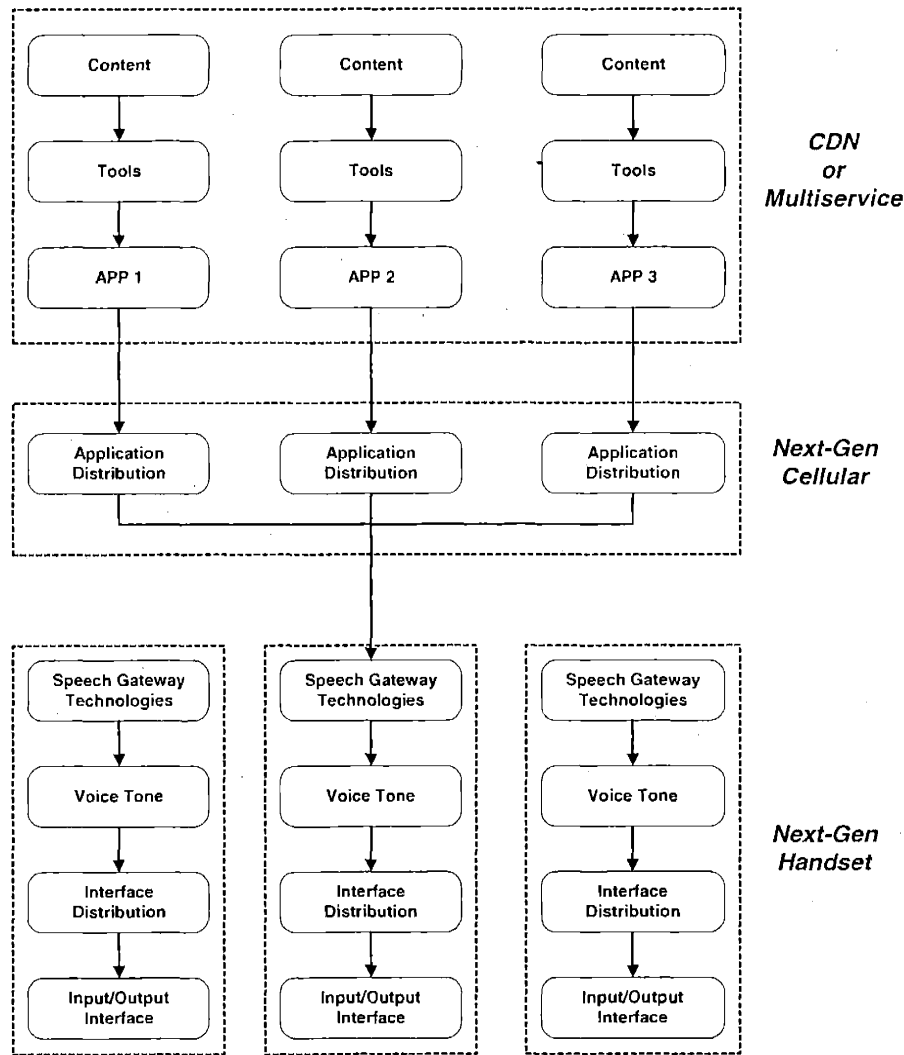 Content
Content
Content
Tools
Tools
Tools
APP 1
APP 2
APP 3
CDN
or
Multiservice
Application
Distribution
Application
Distribution
Application
Distribution
Next-Gen
Cellular
Speech Gateway
Technologies
Speech Gateway
Technologies
Speech Gateway
Technologies
Voice Tone
Voice Tone
Voice Tone
Interface
Distribution
Interface
Distribution
Interface
Distribution
Input/Output
Interface
Input/Output
Interface
Input/Output
Interface
Next-Gen
Handset